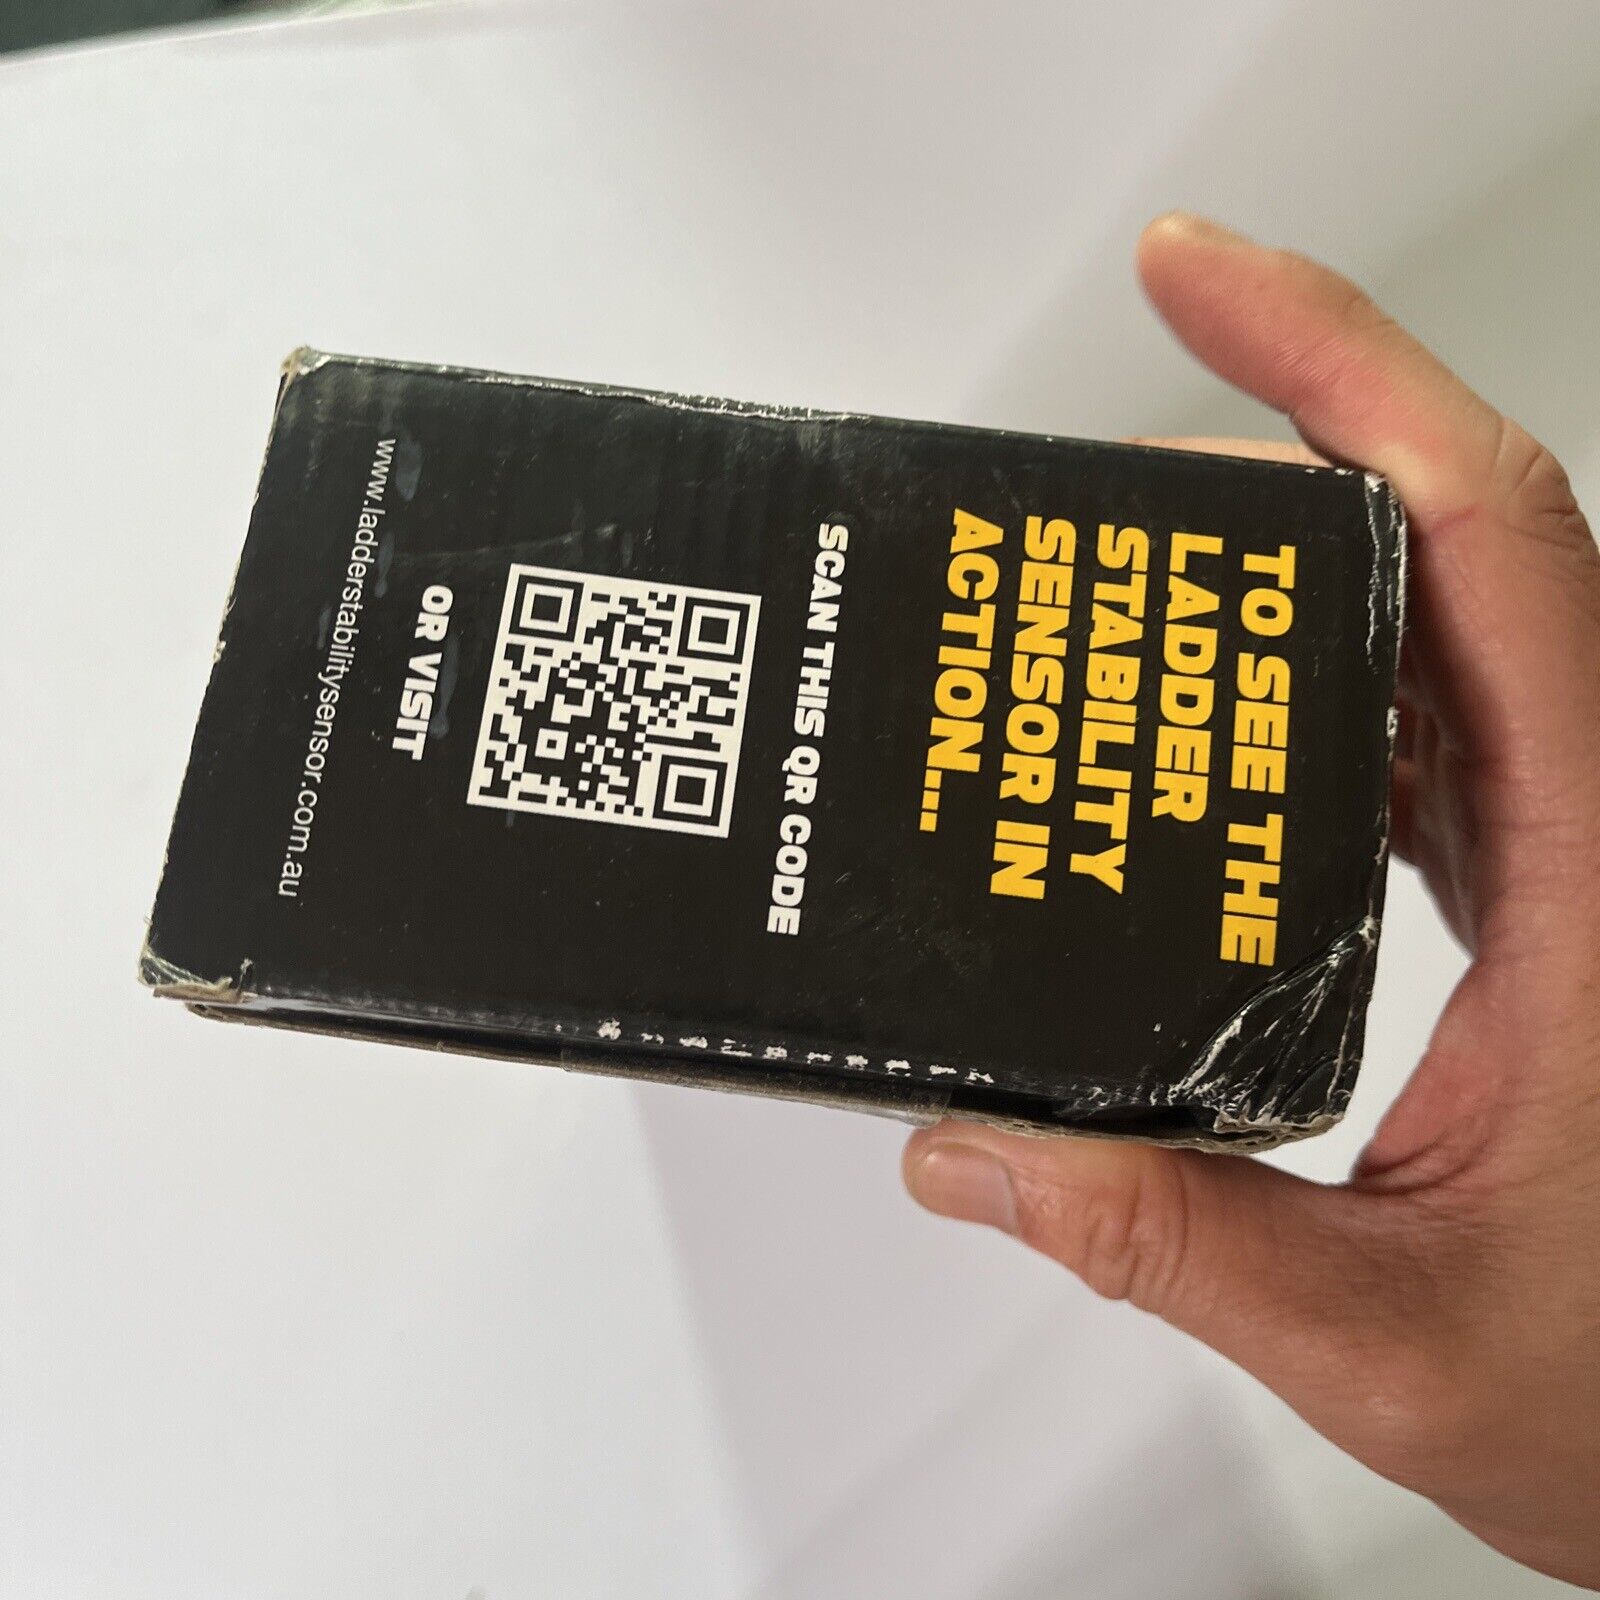 TO SEE THE
LADDER
STABILITY
SENSOR IN
ACTION....
SCAN THIS QR CODE
OR VISIT
www.ladderstabilitysensor.com.au